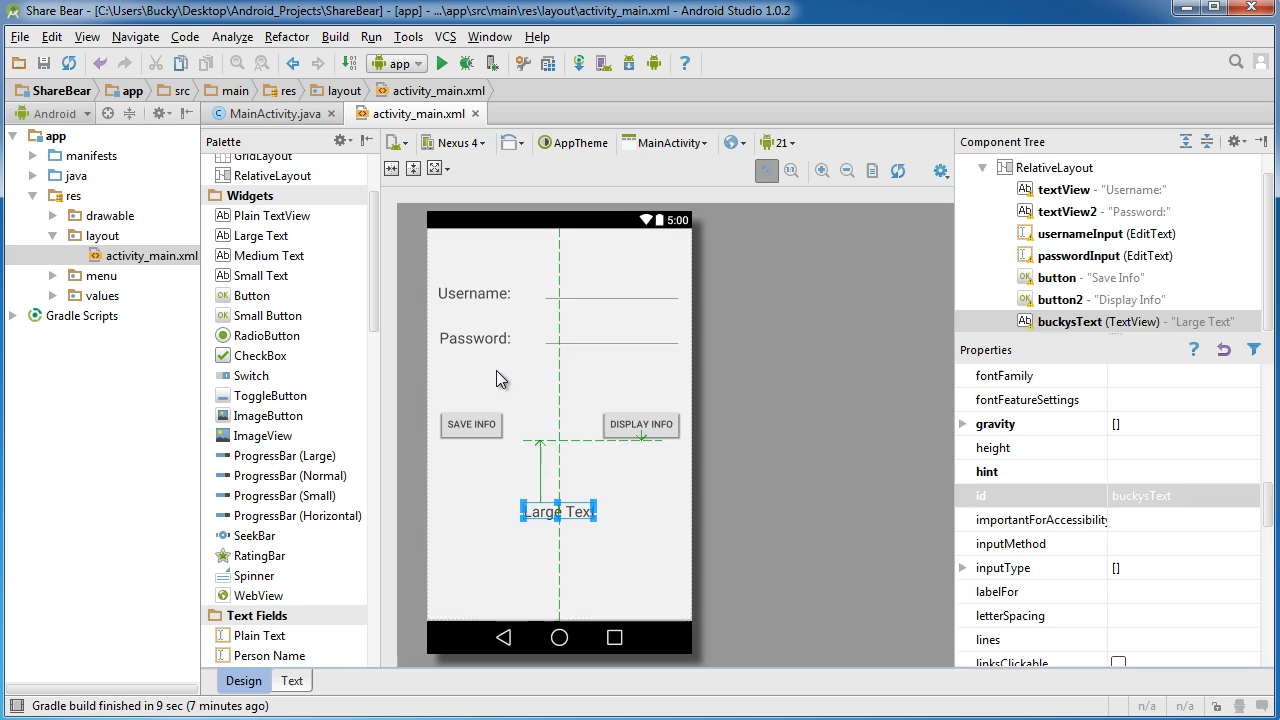 Share Bear - [C:\Users\Bucky\Desktop\Android_Projects\ShareBear] - [app] - ...\app\src\main\res\layout\activity_main.xml - Android Studio 1.0.2
File Edit View Navigate Code Analyze Refactor Build Run Tools VCS Window Help
app
ShareBear app src main res layout activity_main.xml
Android
MainActivity.java activity_main.xml
app
manifests
java
res
drawable
layout
activity_main.xml
menu
values
Gradle Scripts
Palette
GridLayout
RelativeLayout
Widgets
Plain TextView
Large Text
Medium Text
Small Text
Button
Small Button
RadioButton
CheckBox
Switch
ToggleButton
ImageButton
ImageView
ProgressBar (Large)
ProgressBar (Normal)
ProgressBar (Small)
ProgressBar (Horizontal)
SeekBar
RatingBar
Spinner
WebView
Text Fields
Plain Text
Person Name
Nexus 4 AppTheme MainActivity 21
5:00
Username:
Password:
SAVE INFO DISPLAY INFO
Large Text
Design Text
Component Tree
RelativeLayout
textView - "Username:"
textView2 - "Password:"
usernameInput (EditText)
passwordInput (EditText)
button - "Save Info"
button2 - "Display Info"
buckysText (TextView) - "Large Text"
Properties
fontFamily
fontFeatureSettings
gravity []
height
hint
id buckysText
importantForAccessibility
inputMethod
inputType []
labelFor
letterSpacing
lines
linksClickable
Gradle build finished in 9 sec (7 minutes ago)
n/a n/a